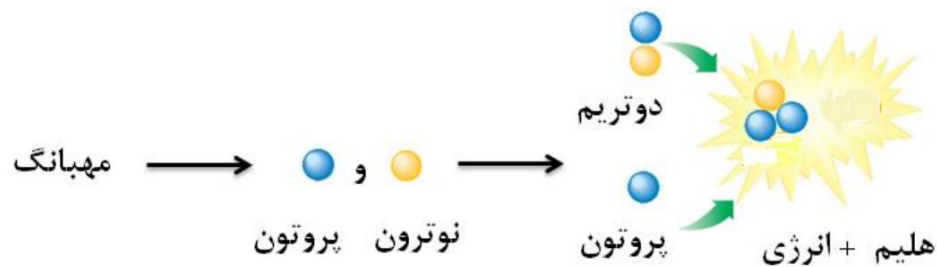 مهبانگ
پروتون
و
نوترون
دوتریم
پروتون
هلیم + انرژی